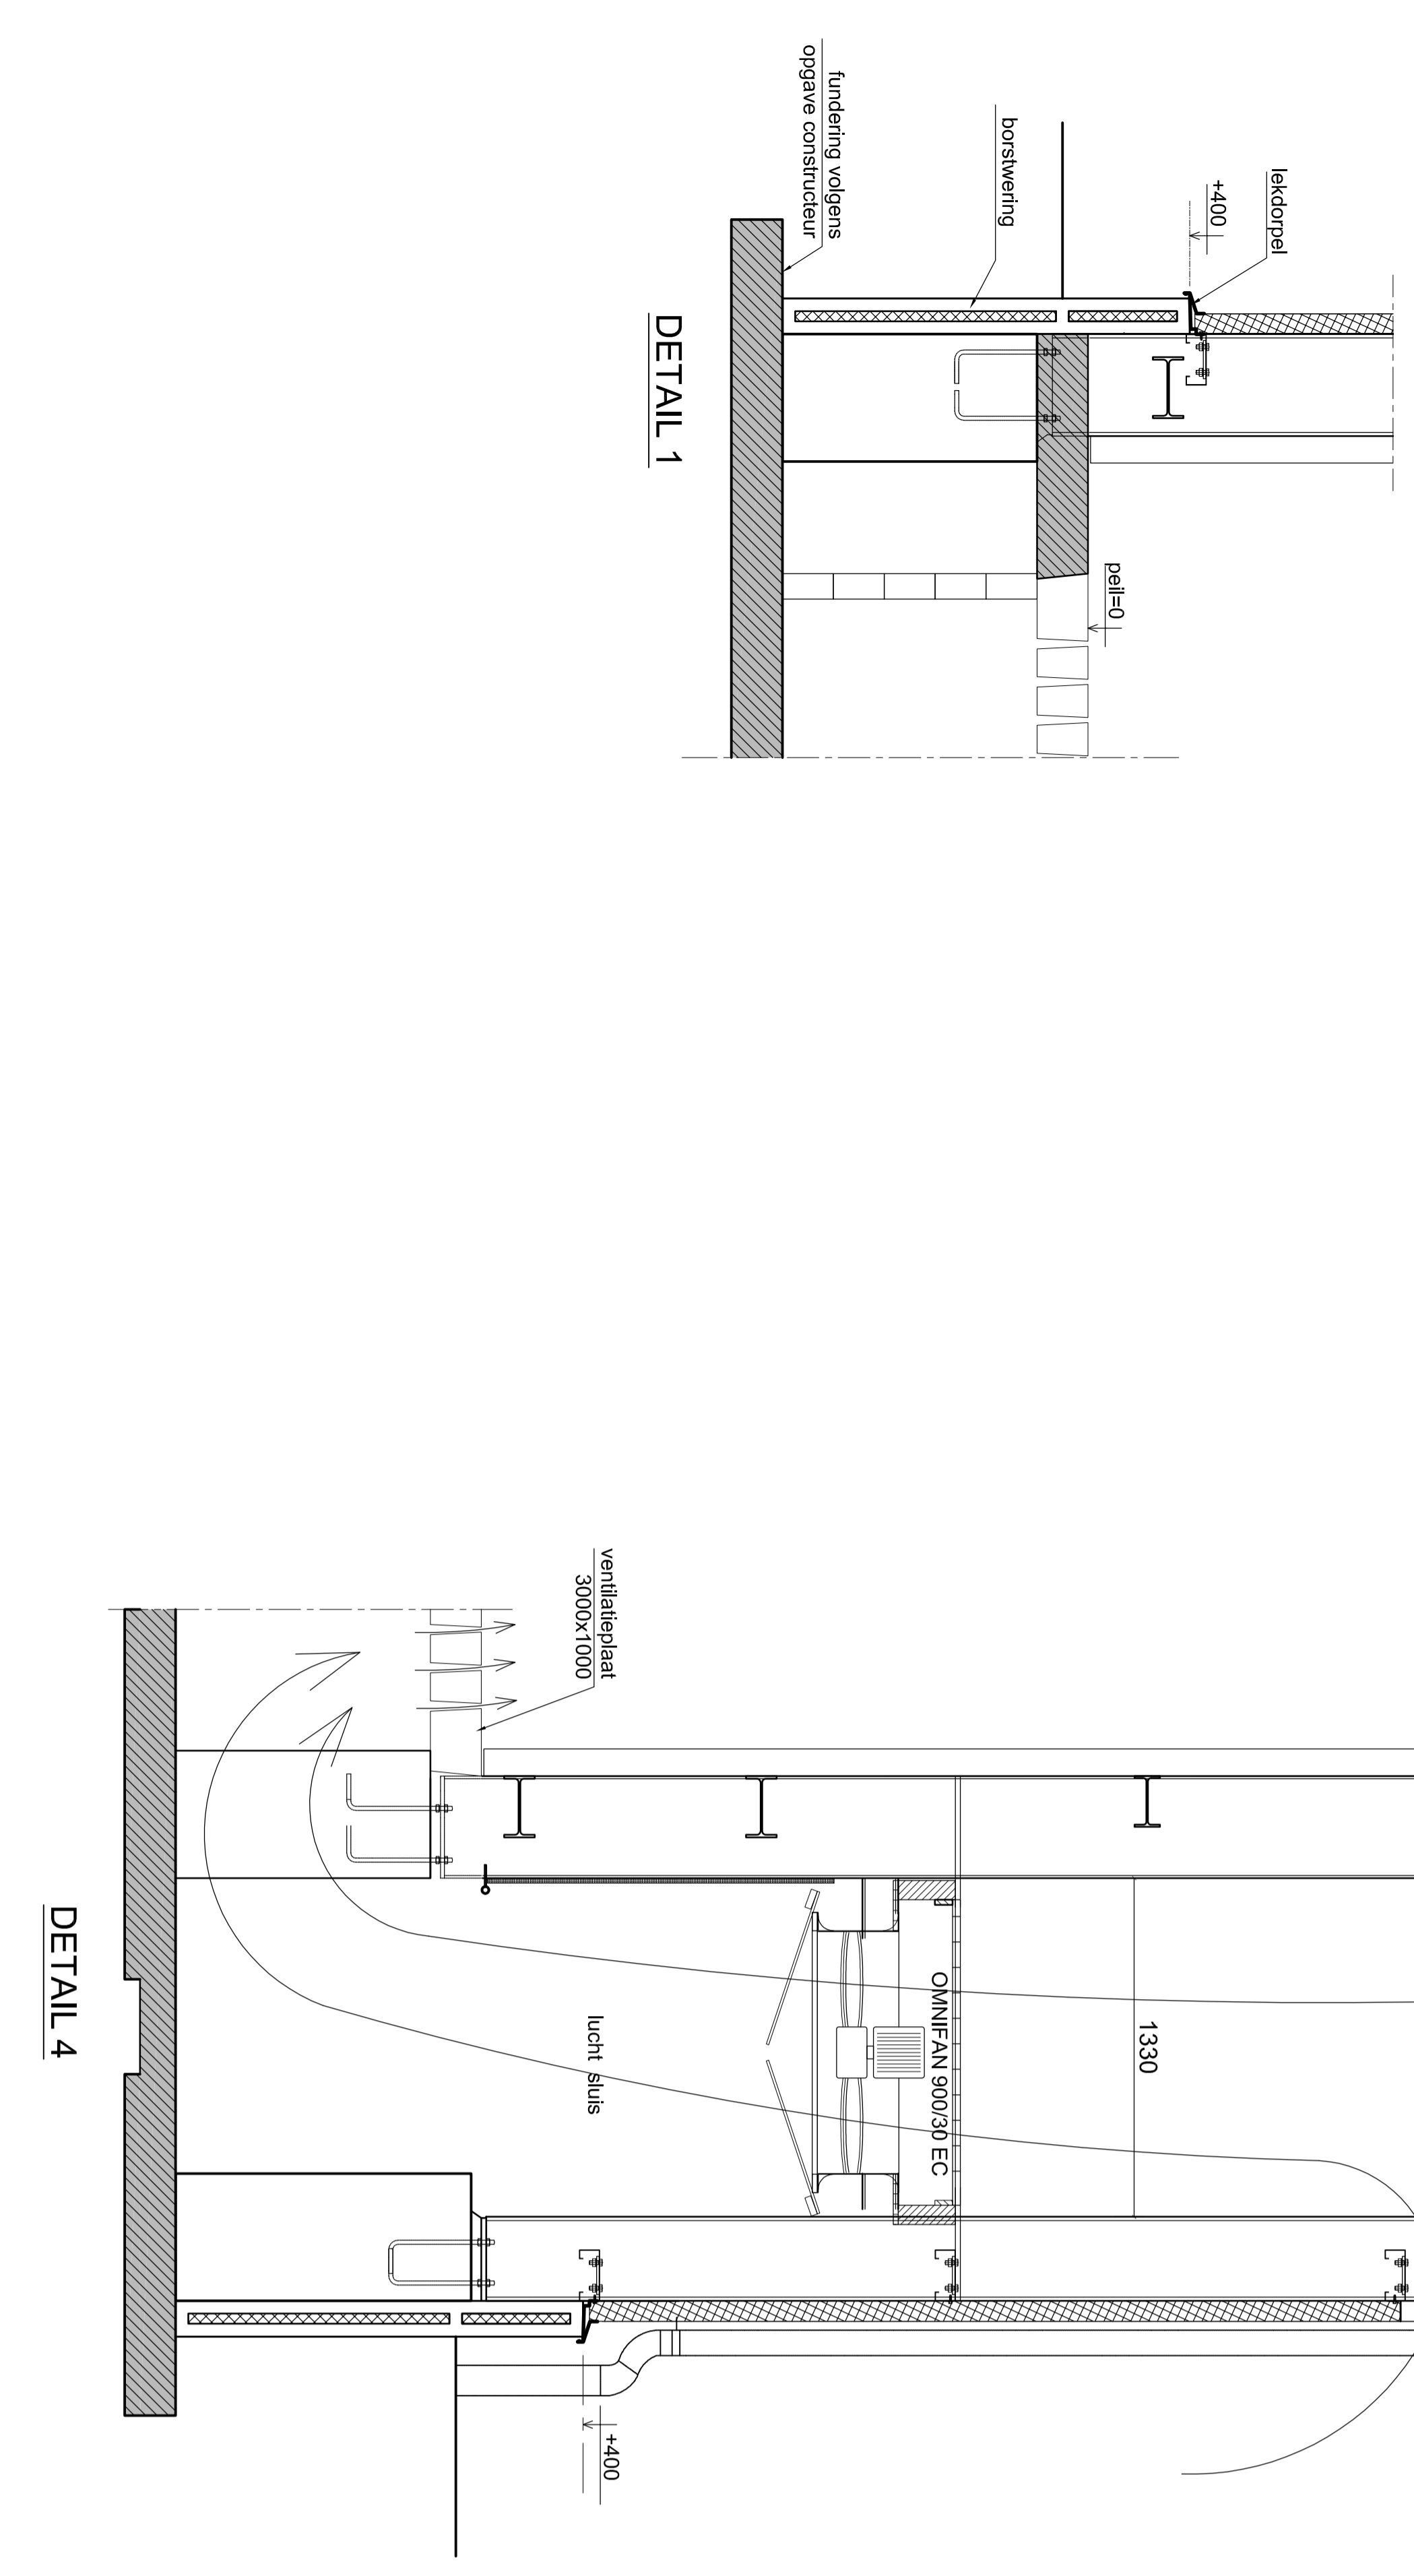 lekdorpel
+400
borstwering
fundering volgens
opgave constructeur
peil=0
DETAIL 1
1330
OMNIFAN 900/30 EC
ventilatieplaat
3000x1000
lucht sluis
+400
DETAIL 4